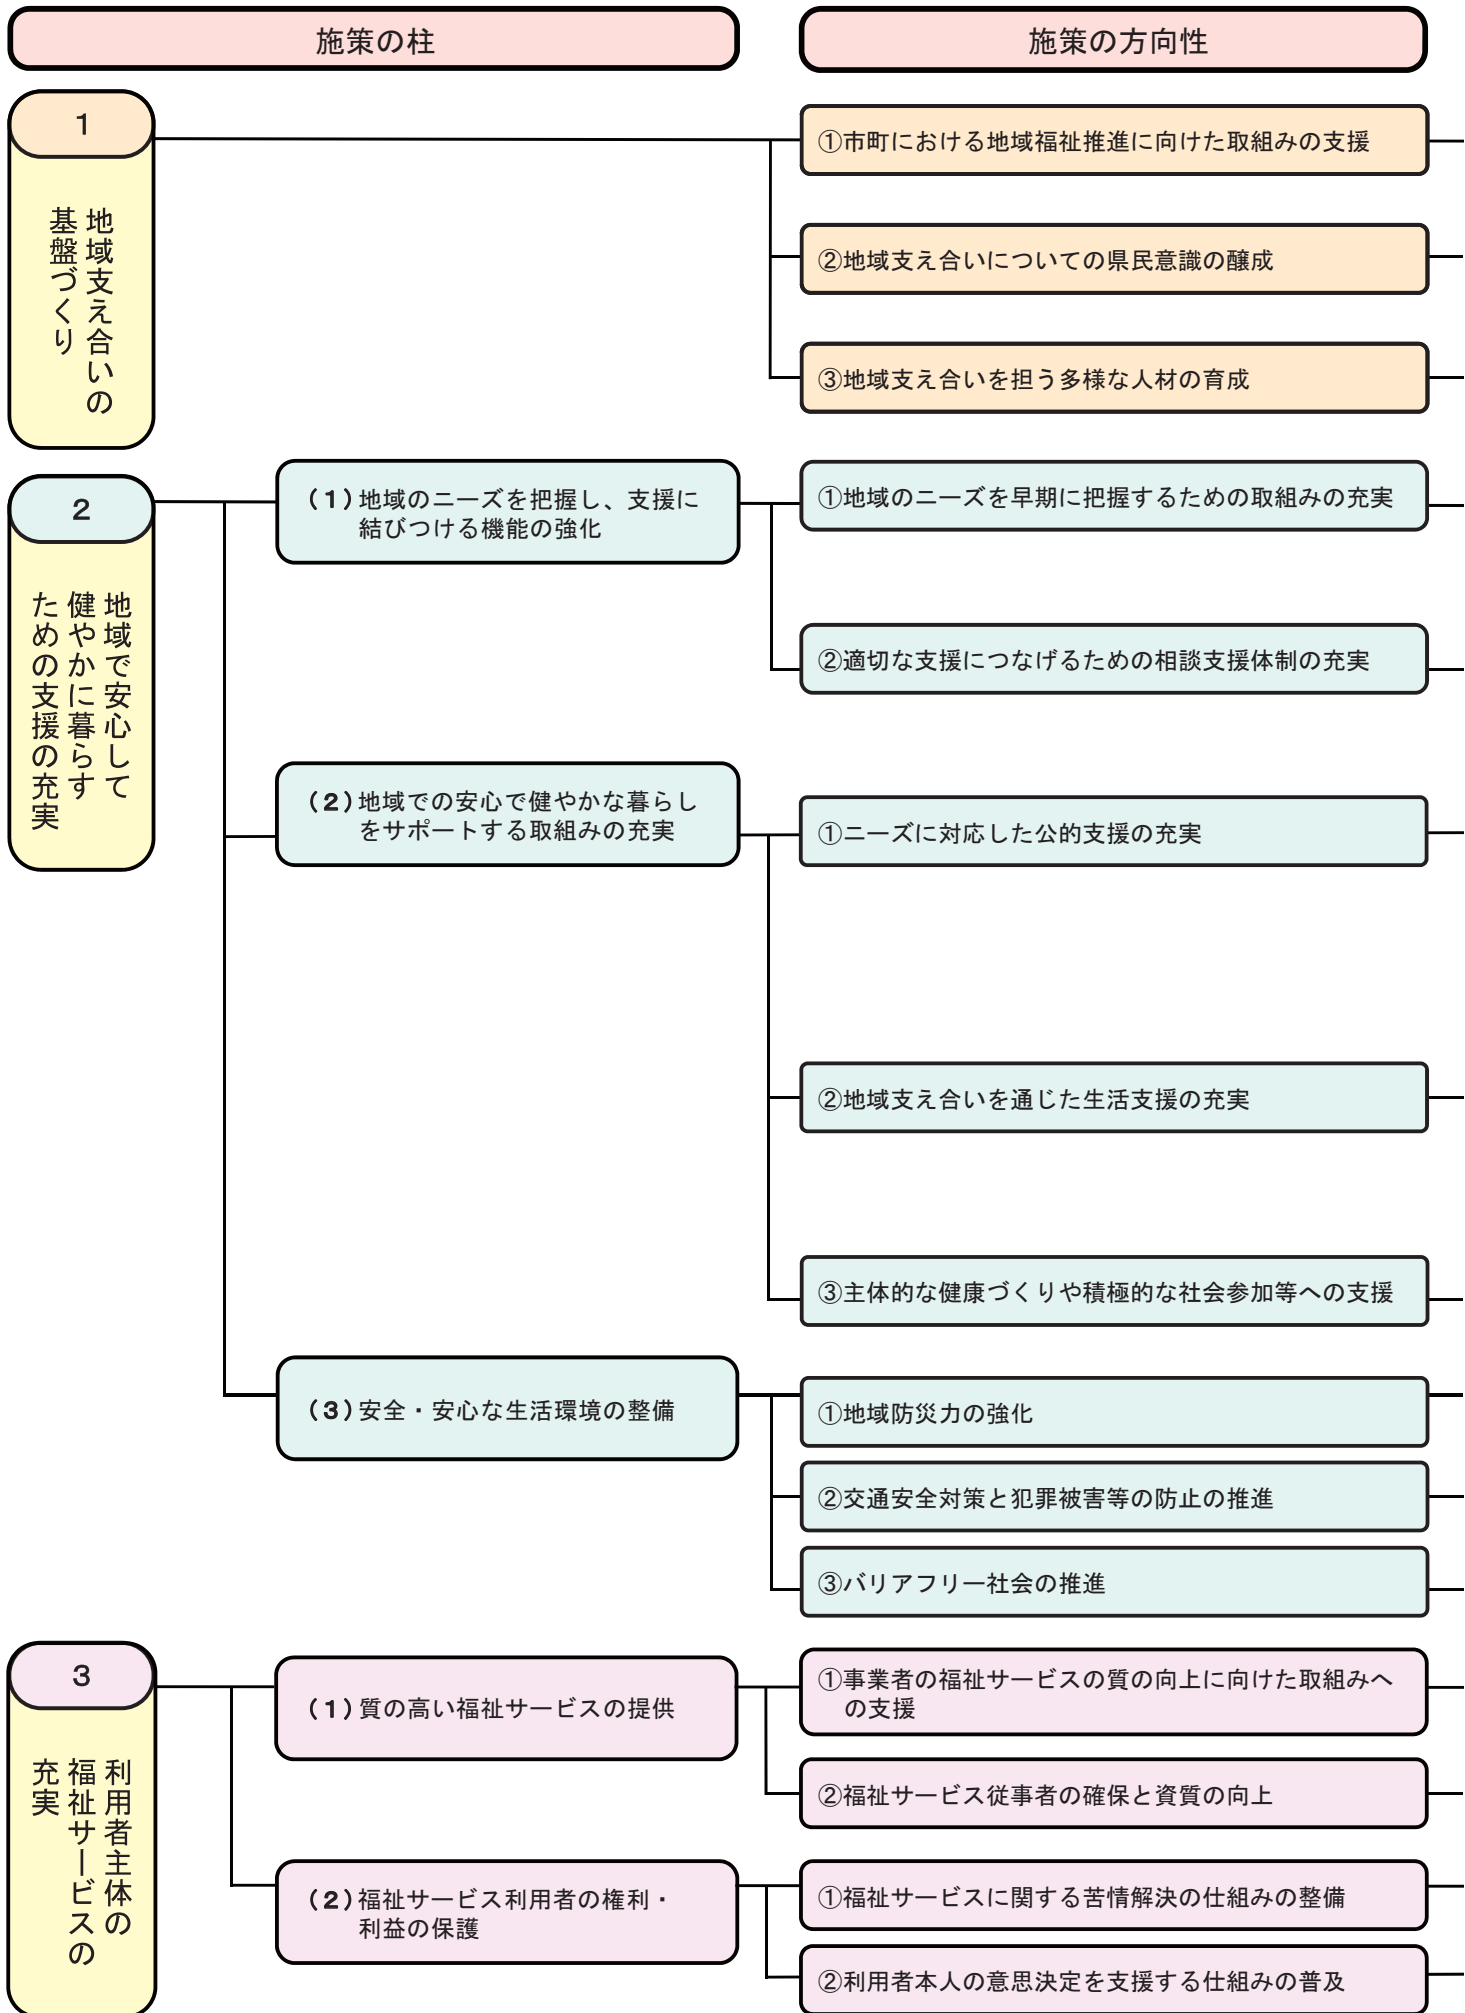 施策の柱
施策の方向性
1
地域支え合いの
基盤づくり
①市町における地域福祉推進に向けた取組みの支援
②地域支え合いについての県民意識の醸成
③地域支え合いを担う多様な人材の育成
2
地域で安心して
健やかに暮らす
ための支援の充実
(1)地域のニーズを把握し、支援に
結びつける機能の強化
①地域のニーズを早期に把握するための取組みの充実
②適切な支援につなげるための相談支援体制の充実
(2)地域での安心で健やかな暮らし
をサポートする取組みの充実
①ニーズに対応した公的支援の充実
②地域支え合いを通じた生活支援の充実
③主体的な健康づくりや積極的な社会参加等への支援
(3)安全・安心な生活環境の整備
①地域防災力の強化
②交通安全対策と犯罪被害等の防止の推進
③バリアフリー社会の推進
3
利用者主体の
福祉サービスの
充実
(1)質の高い福祉サービスの提供
①事業者の福祉サービスの質の向上に向けた取組みへ
の支援
②福祉サービス従事者の確保と資質の向上
(2)福祉サービス利用者の権利・
利益の保護
①福祉サービスに関する苦情解決の仕組みの整備
②利用者本人の意思決定を支援する仕組みの普及